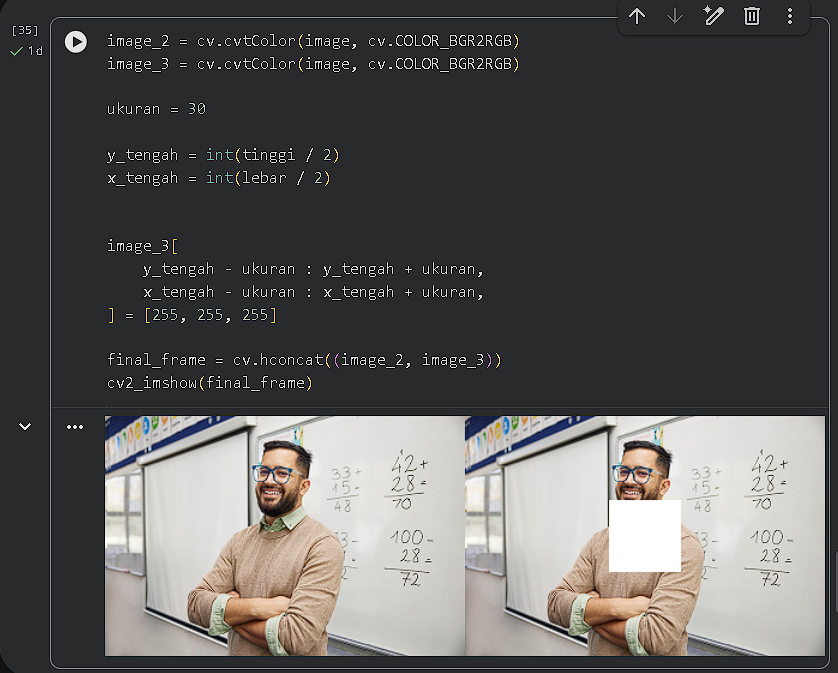 [35]
1d
image_2 = cv.cvtColor(image, cv.COLOR_BGR2RGB)
image_3 = cv.cvtColor(image, cv.COLOR_BGR2RGB)
ukuran = 30
y_tengah = int(tinggi / 2)
x_tengah = int(lebar / 2)
image_3[
y_tengah - ukuran : y_tengah + ukuran,
x_tengah - ukuran : x_tengah + ukuran,
] = [255, 255, 255]
final_frame = cv.hconcat((image_2, image_3))
cv2_imshow(final_frame)
33+
15=
48
42+
28=
70
100-
28=
72
33+
15=
48
42+
28=
70
100-
28=
72